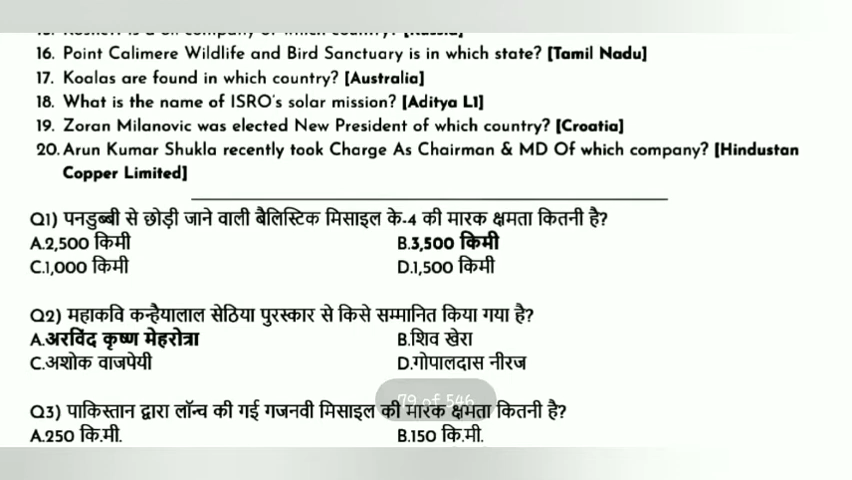 16. Point Calimere Wildlife and Bird Sanctuary is in which state? [Tamil Nadu]
17. Koalas are found in which country? [Australia]
18. What is the name of ISRO's solar mission? [Aditya L1]
19. Zoran Milanovic was elected New President of which country? [Croatia]
20. Arun Kumar Shukla recently took Charge As Chairman & MD Of which company? [Hindustan
Copper Limited]
Q1) पनडुब्बी से छोड़ी जाने वाली बैलिस्टिक मिसाइल के-4 की मारक क्षमता कितनी है?
A.2,500 किमी B.3,500 किमी
C.1,000 किमी D.1,500 किमी
Q2) महाकवि कन्हैयालाल सेठिया पुरस्कार से किसे सम्मानित किया गया है?
A.अरविंद कृष्ण मेहरोत्रा B.शिव खेरा
C.अशोक वाजपेयी D.गोपालदास नीरज
79 of 546
Q3) पाकिस्तान द्वारा लॉन्च की गई गजनवी मिसाइल की मारक क्षमता कितनी है?
A.250 कि.मी. B.150 कि.मी.